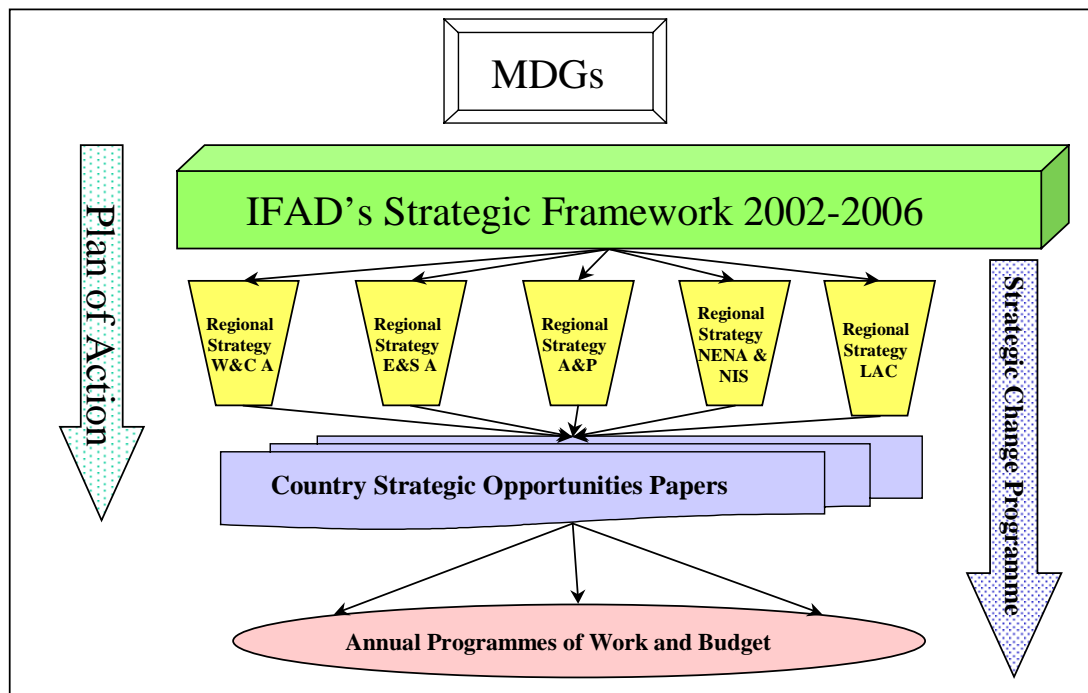 MDGs
IFAD's Strategic Framework 2002-2006
Plan of Action
Strategic Change Programme
Regional
Strategy
W&C A
Regional
Strategy
E&S A
Regional
Strategy
A&P
Regional
Strategy
NENA &
NIS
Regional
Strategy
LAC
Country Strategic Opportunities Papers
Annual Programmes of Work and Budget